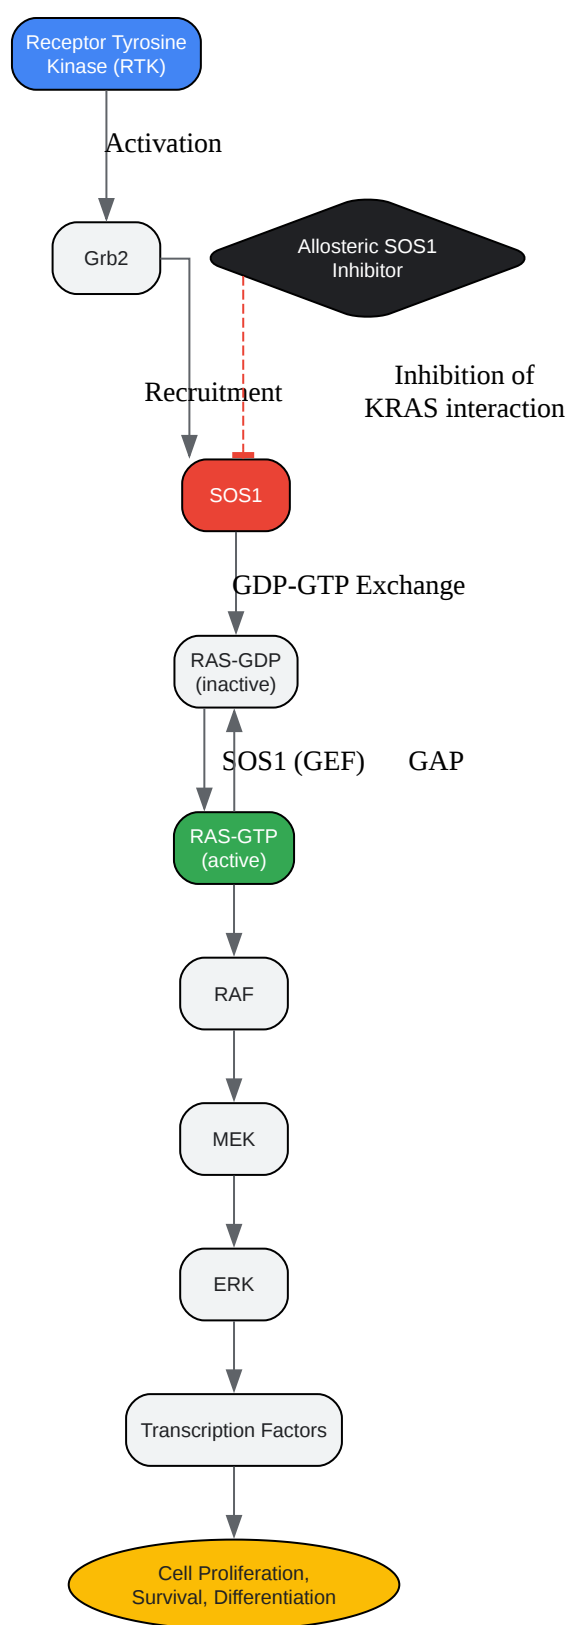 Receptor Tyrosine
Kinase (RTK)
Activation
Grb2
Allosteric SOS1
Inhibitor
Recruitment
Inhibition of
KRAS interaction
SOS1
GDP-GTP Exchange
RAS-GDP
(inactive)
SOS1 (GEF)
GAP
RAS-GTP
(active)
RAF
MEK
ERK
Transcription Factors
Cell Proliferation,
Survival, Differentiation